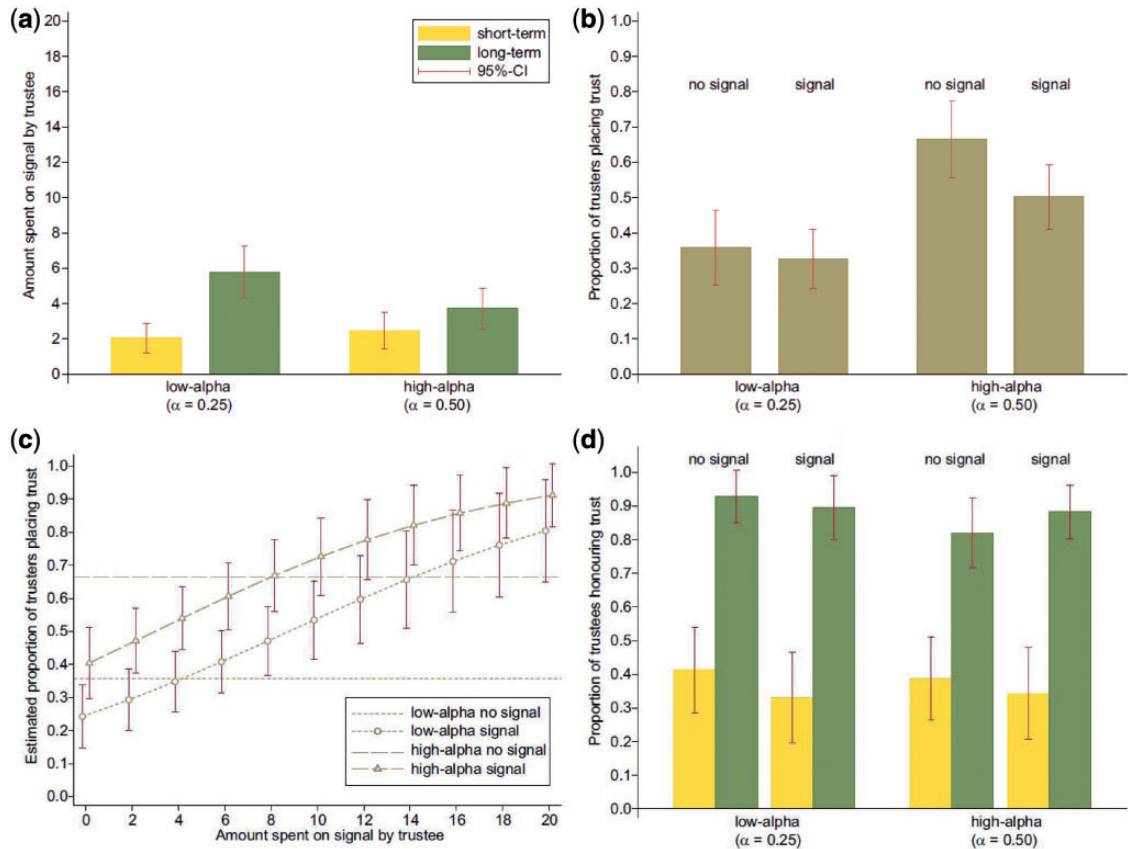 (a)
Amount spent on signal by trustee
20
18
16
14
12
10
8
6
4
2
0
short-term
long-term
95%-CI
low-alpha
(α = 0.25)
high-alpha
(α = 0.50)
(b)
Proportion of trusters placing trust
1.0
0.9
0.8
0.7
0.6
0.5
0.4
0.3
0.2
0.1
0.0
no signal signal no signal signal
low-alpha
(α = 0.25)
high-alpha
(α = 0.50)
(c)
Estimated proportion of trusters placing trust
1.0
0.9
0.8
0.7
0.6
0.5
0.4
0.3
0.2
0.1
0.0
low-alpha no signal
low-alpha signal
high-alpha no signal
high-alpha signal
0 2 4 6 8 10 12 14 16 18 20
Amount spent on signal by trustee
(d)
Proportion of trustees honouring trust
1.0
0.9
0.8
0.7
0.6
0.5
0.4
0.3
0.2
0.1
0.0
no signal signal no signal signal
low-alpha
(α = 0.25)
high-alpha
(α = 0.50)